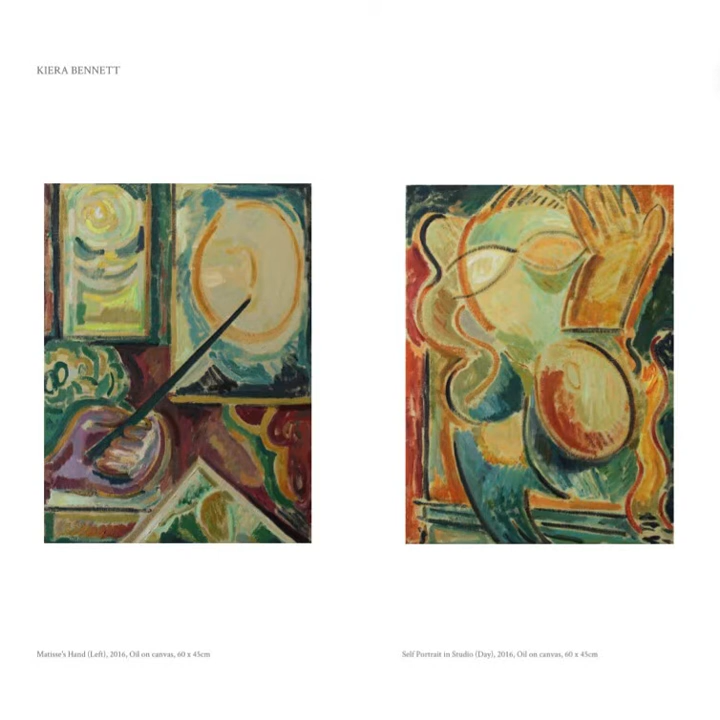 KIERA BENNETT
Matisse's Hand (Left), 2016, Oil on canvas, 60 x 45cm
Self Portrait in Studio (Day), 2016, Oil on canvas, 60 x 45cm